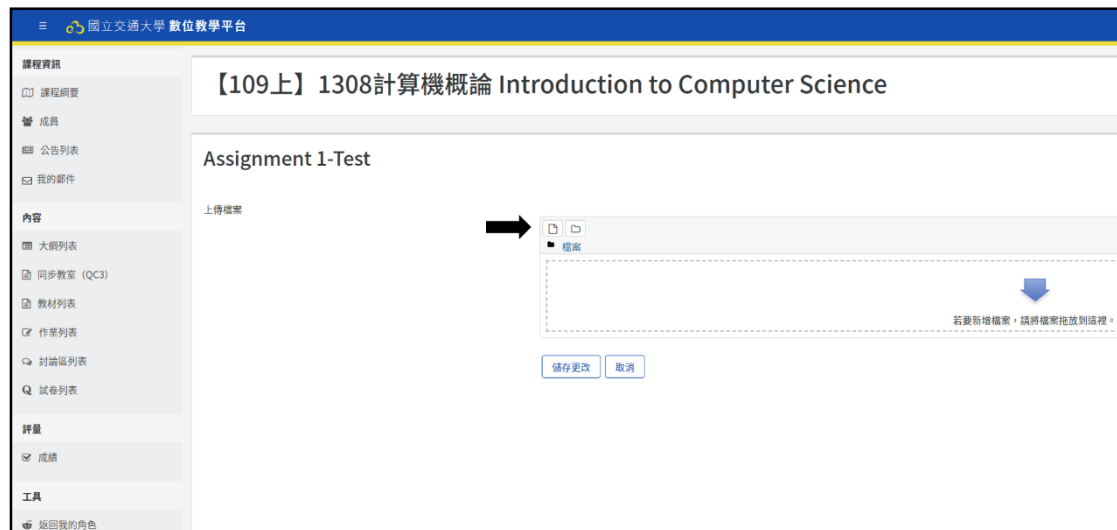 國立交通大學 數位教學平台
課程資訊
課程綱要
成員
公告列表
我的郵件
內容
大綱列表
同步教室（QC3）
教材列表
作業列表
討論區列表
試卷列表
評量
成績
工具
返回我的角色
【109上】1308計算機概論 Introduction to Computer Science
Assignment 1-Test
上傳檔案
檔案
若要新增檔案，請將檔案拖放到這裡。
儲存更改 取消